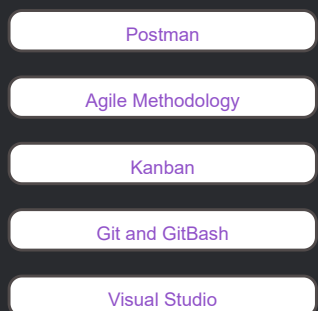 Postman
Agile Methodology
Kanban
Git and GitBash
Visual Studio